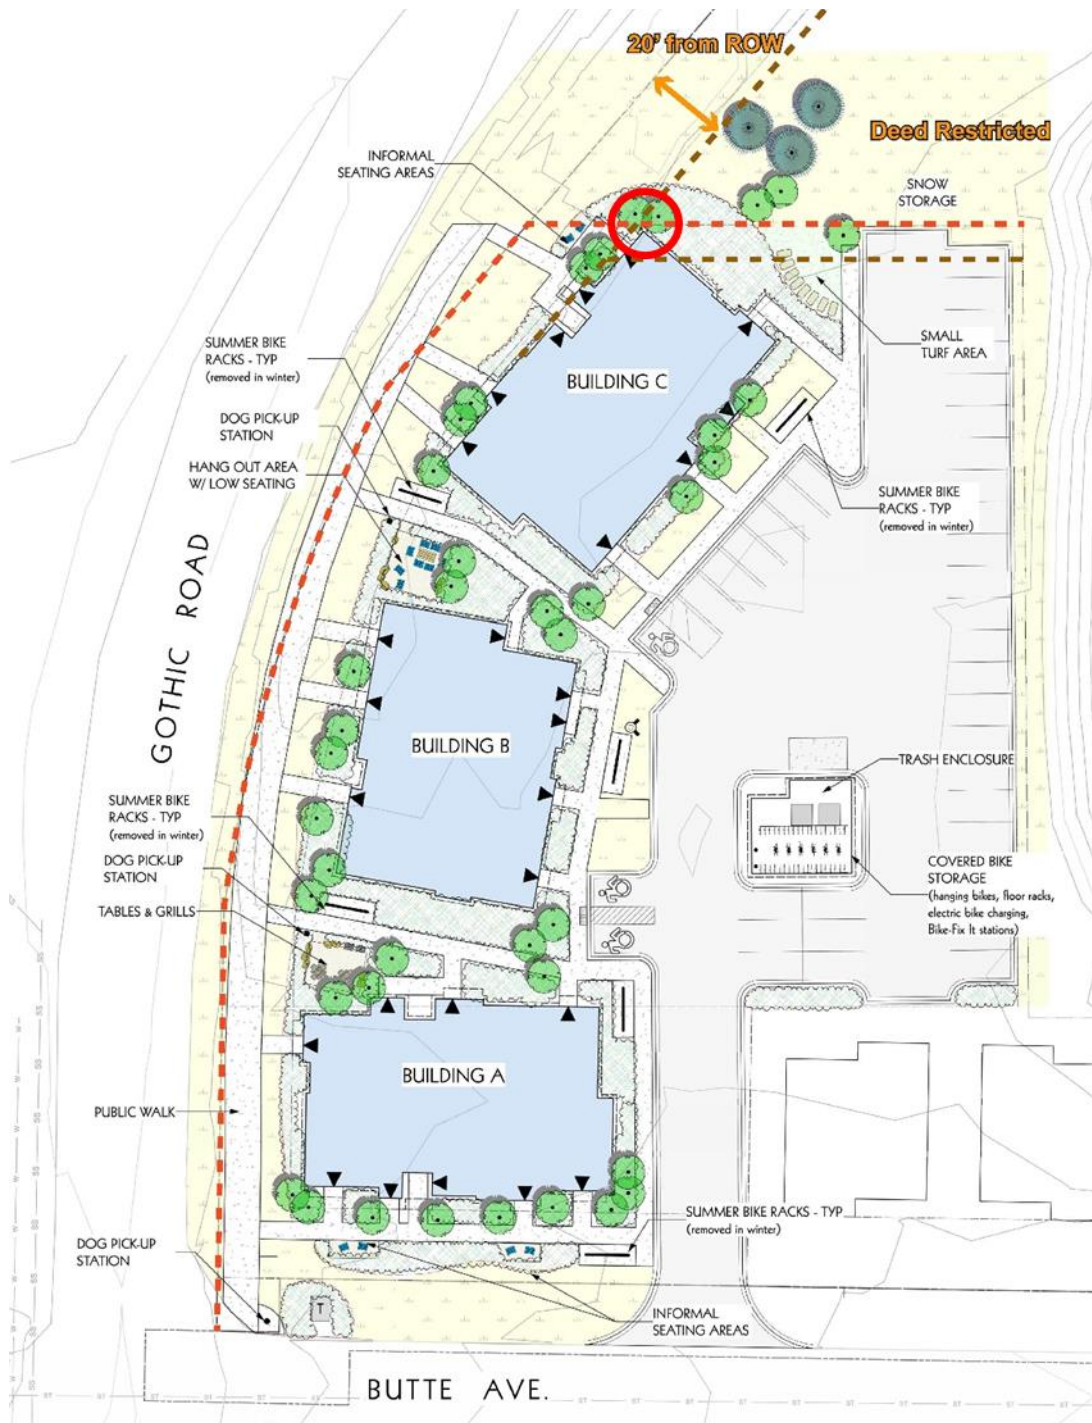 20' from ROW
Deed Restricted
INFORMAL
SEATING AREAS
SNOW
STORAGE
SUMMER BIKE
RACKS - TYP
(removed in winter)
SMALL
TURF AREA
BUILDING C
DOG PICK-UP
STATION
HANG OUT AREA
W/ LOW SEATING
SUMMER BIKE
RACKS - TYP
(removed in winter)
GOTHIC ROAD
BUILDING B
TRASH ENCLOSURE
SUMMER BIKE
RACKS - TYP
(removed in winter)
DOG PICK-UP
STATION
COVERED BIKE
STORAGE
(hanging bikes, floor racks,
electric bike charging,
Bike-Fix It stations)
TABLES & GRILLS
BUILDING A
PUBLIC WALK
SUMMER BIKE RACKS - TYP
(removed in winter)
DOG PICK-UP
STATION
T
INFORMAL
SEATING AREAS
BUTTE AVE.